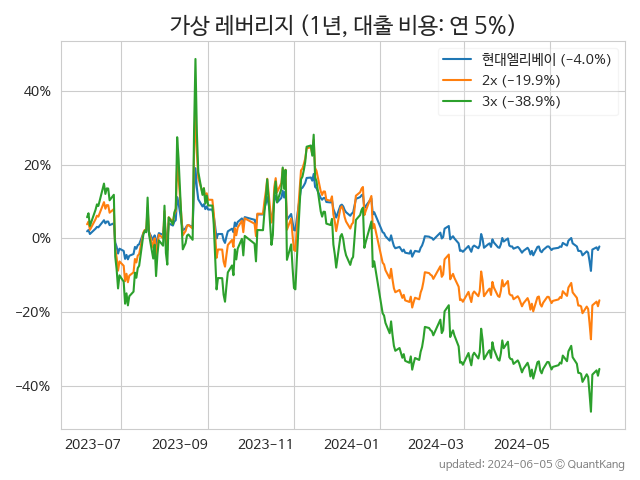 가상 레버리지 (1년, 대출 비용: 연 5%)
현대엘리베이 (−4.0%)
2x (−19.9%)
3x (−38.9%)
40%
20%
0%
−20%
−40%
2023-07
2023-09
2023-11
2024-01
2024-03
2024-05
updated: 2024-06-05 ⓒ QuantKang